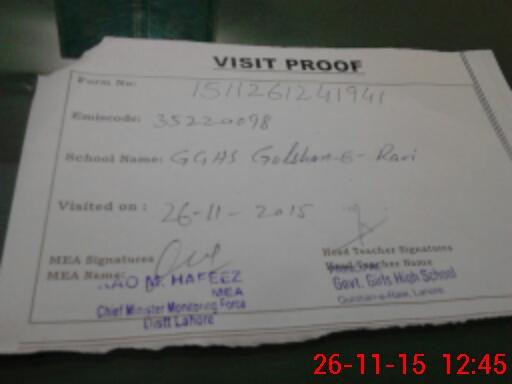 VISIT PROOF
Form No: 1511261241941
Emiscode: 35220098
School Name: GGHS Gulshan-E-Ravi
Visited on: 26-11-2015
MEA Signatures
Head Teacher Signatures
MEA Name: RAO M. HAFEEZ
Head Teacher Name
MEA
Govt. Girls High School
Chief Minister Monitoring Force
Gulshan-e-Ravi, Lahore
Distt Lahore
26-11-15 12:45